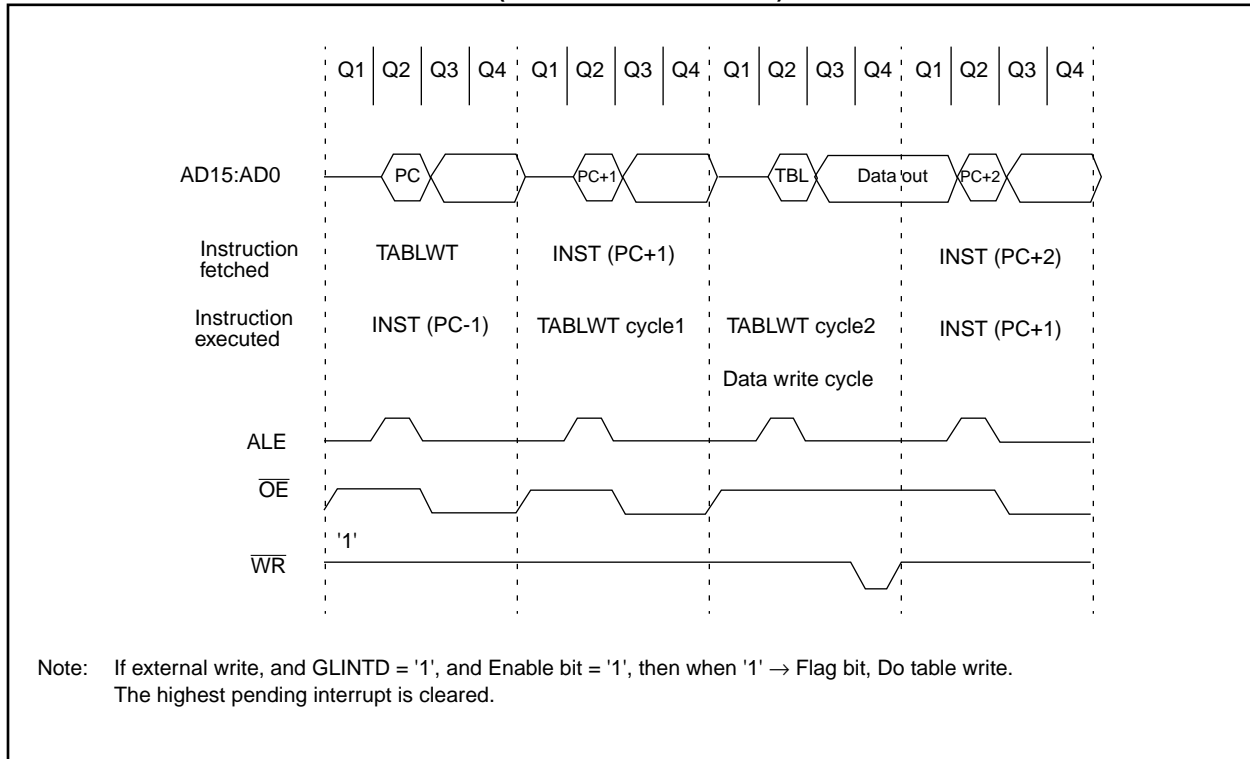 Q1 Q2 Q3 Q4 Q1 Q2 Q3 Q4 Q1 Q2 Q3 Q4 Q1 Q2 Q3 Q4
AD15:AD0 PC PC+1 TBL Data out PC+2
Instruction fetched TABLWT INST (PC+1) INST (PC+2)
Instruction executed INST (PC-1) TABLWT cycle1 TABLWT cycle2 INST (PC+1)
Data write cycle
ALE
OE
'1'
WR
Note: If external write, and GLINTD = '1', and Enable bit = '1', then when '1' → Flag bit, Do table write.
The highest pending interrupt is cleared.